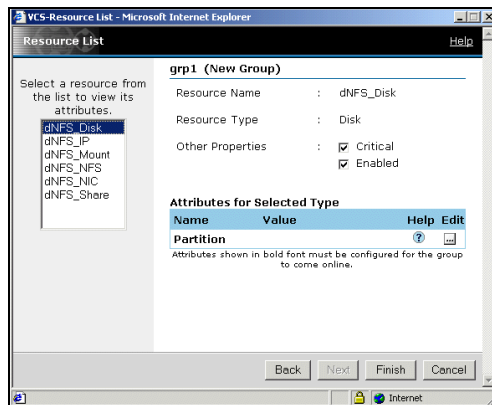 VCS-Resource List - Microsoft Internet Explorer
Resource List
Help
Select a resource from
the list to view its
attributes.
dNFS_Disk
dNFS_IP
dNFS_Mount
dNFS_NFS
dNFS_NIC
dNFS_Share
grp1 (New Group)
Resource Name : dNFS_Disk
Resource Type : Disk
Other Properties : Critical
Enabled
Attributes for Selected Type
Name Value Help Edit
Partition ? ...
Attributes shown in bold font must be configured for the group
to come online.
Back Next Finish Cancel
Internet